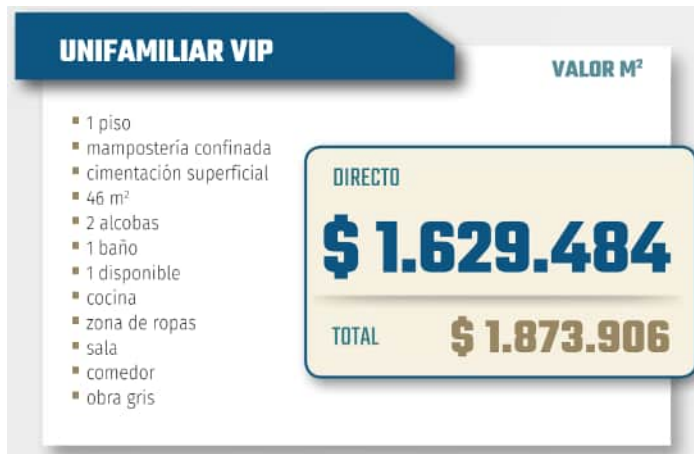 UNIFAMILIAR VIP
VALOR M²
▪ 1 piso
▪ mampostería confinada
▪ cimentación superficial
▪ 46 m²
▪ 2 alcobas
▪ 1 baño
▪ 1 disponible
▪ cocina
▪ zona de ropas
▪ sala
▪ comedor
▪ obra gris
DIRECTO
$ 1.629.484
TOTAL $ 1.873.906